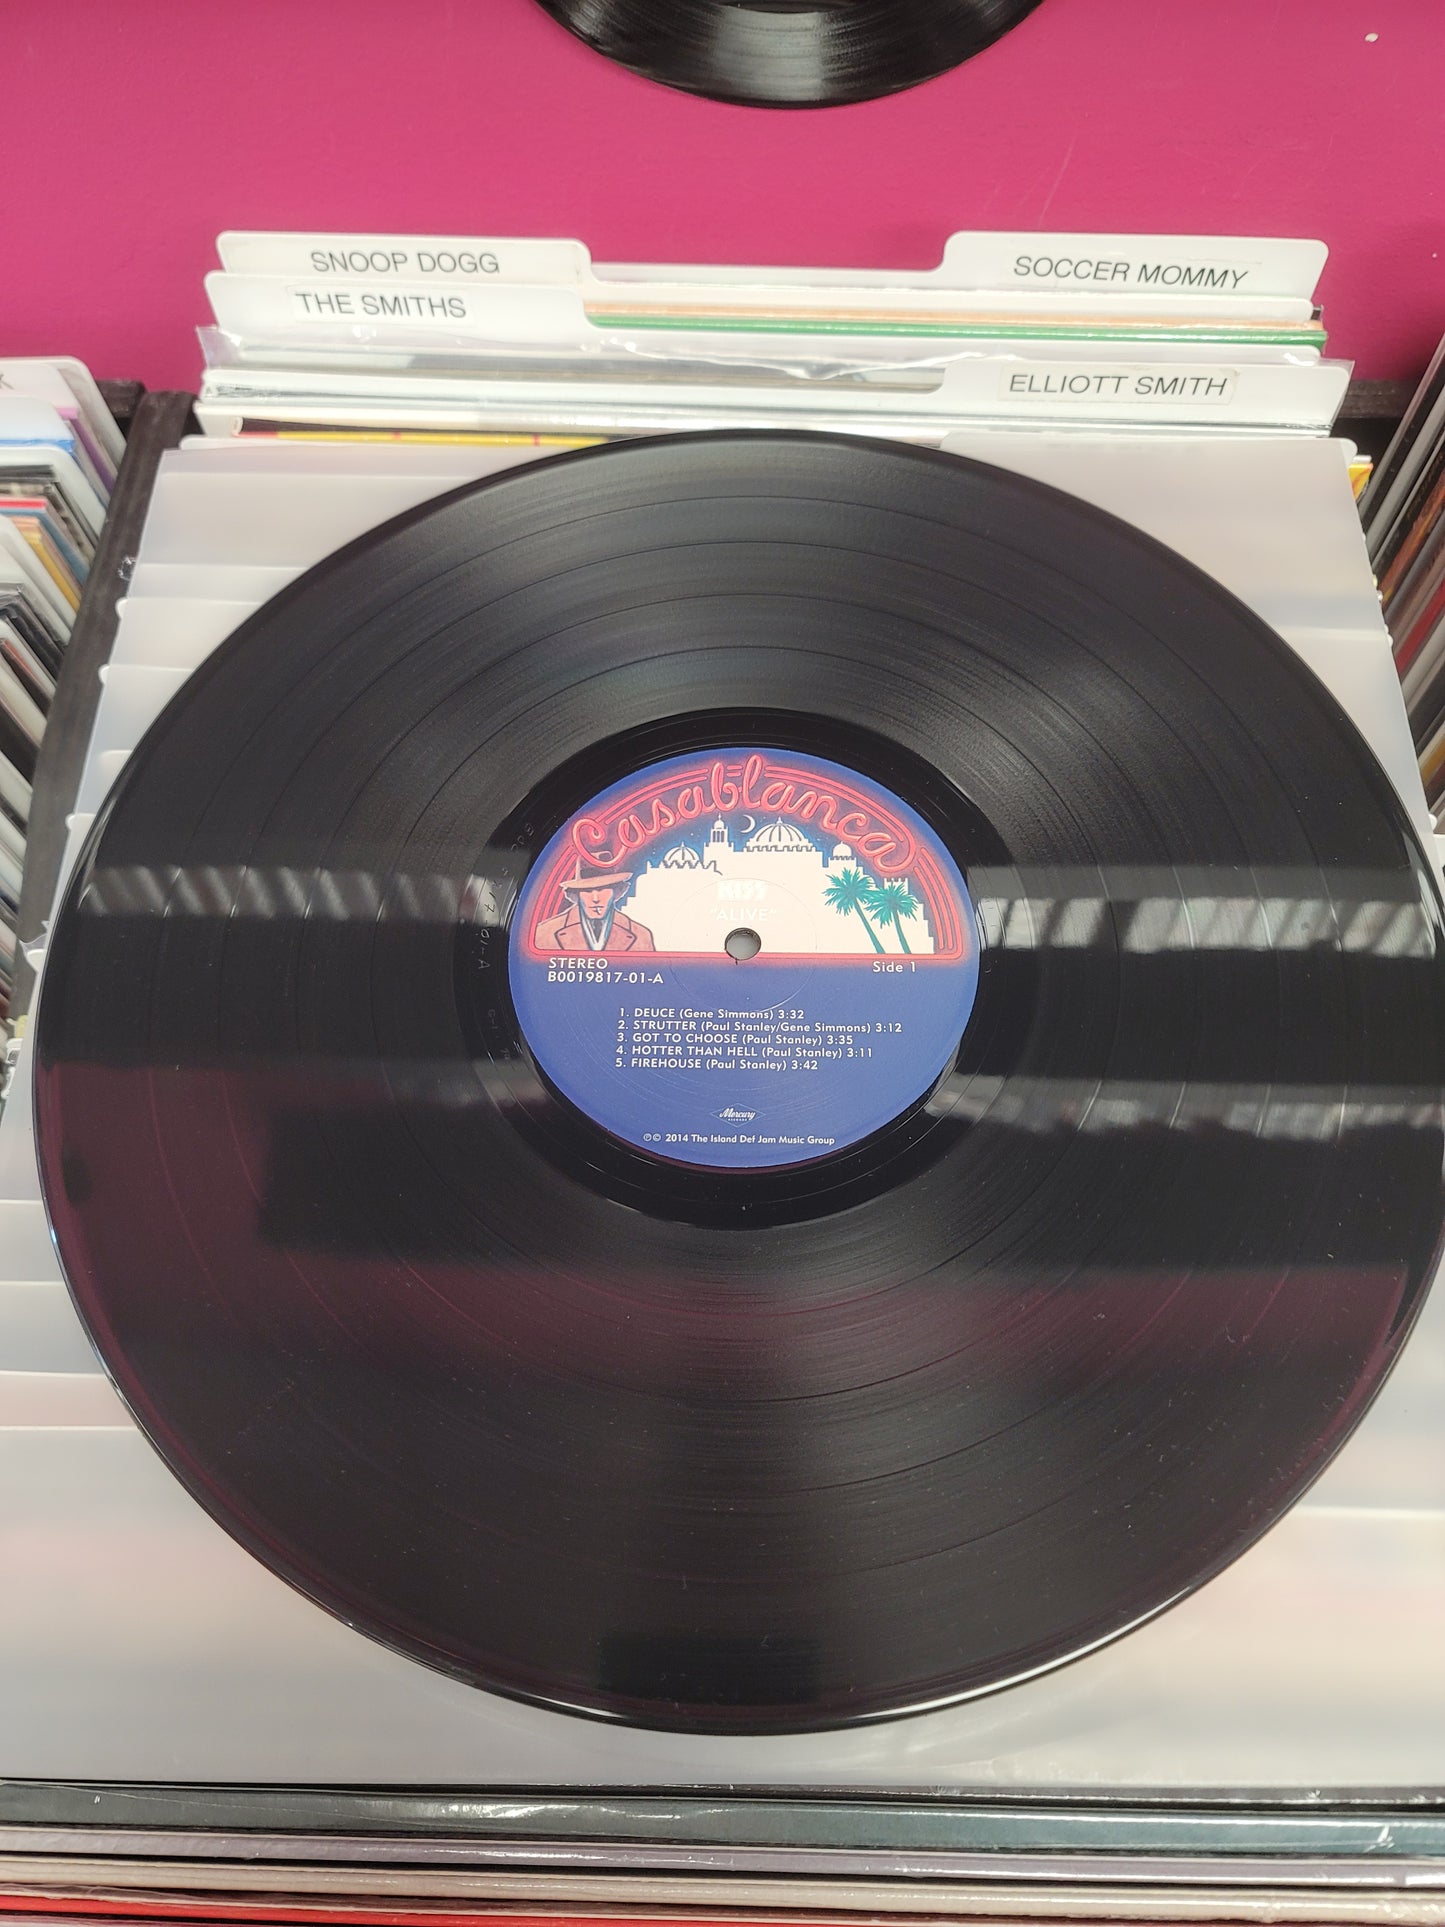 SNOOP DOGG
SOCCER MOMMY
THE SMITHS
ELLIOTT SMITH
Casablanca
KISS
"ALIVE"
STEREO
B0019817-01-A
Side 1
1. DEUCE (Gene Simmons) 3:32
2. STRUTTER (Paul Stanley/Gene Simmons) 3:12
3. GOT TO CHOOSE (Paul Stanley) 3:35
4. HOTTER THAN HELL (Paul Stanley) 3:11
5. FIREHOUSE (Paul Stanley) 3:42
Mercury
RECORDS
℗© 2014 The Island Def Jam Music Group